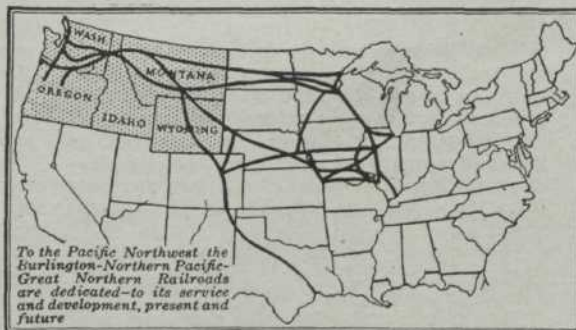 WASH
MONTANA
OREGON
IDAHO
WYOMING
To the Pacific Northwest the
Burlington-Northern Pacific-
Great Northern Railroads
are dedicated—to its service
and development, present and
future